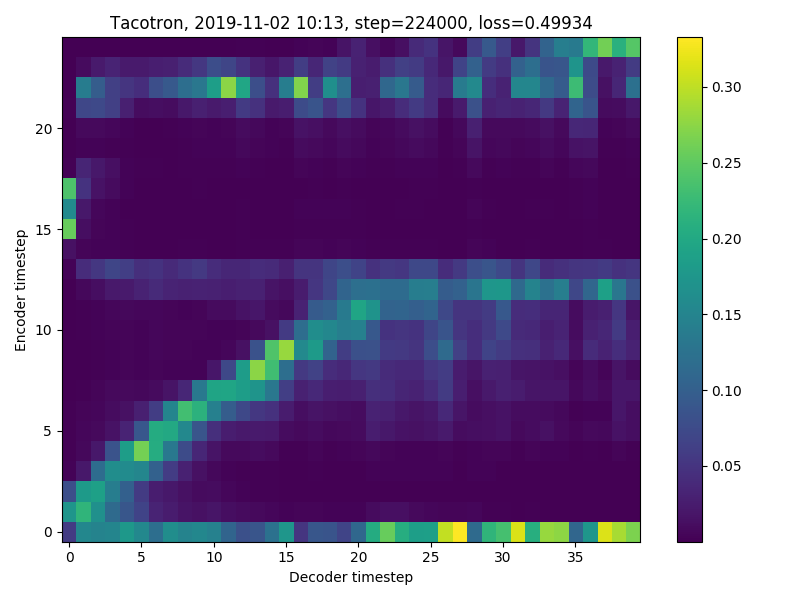 Tacotron, 2019-11-02 10:13, step=224000, loss=0.49934
Encoder timestep
20
15
10
5
0
0 5 10 15 20 25 30 35
Decoder timestep
0.30
0.25
0.20
0.15
0.10
0.05